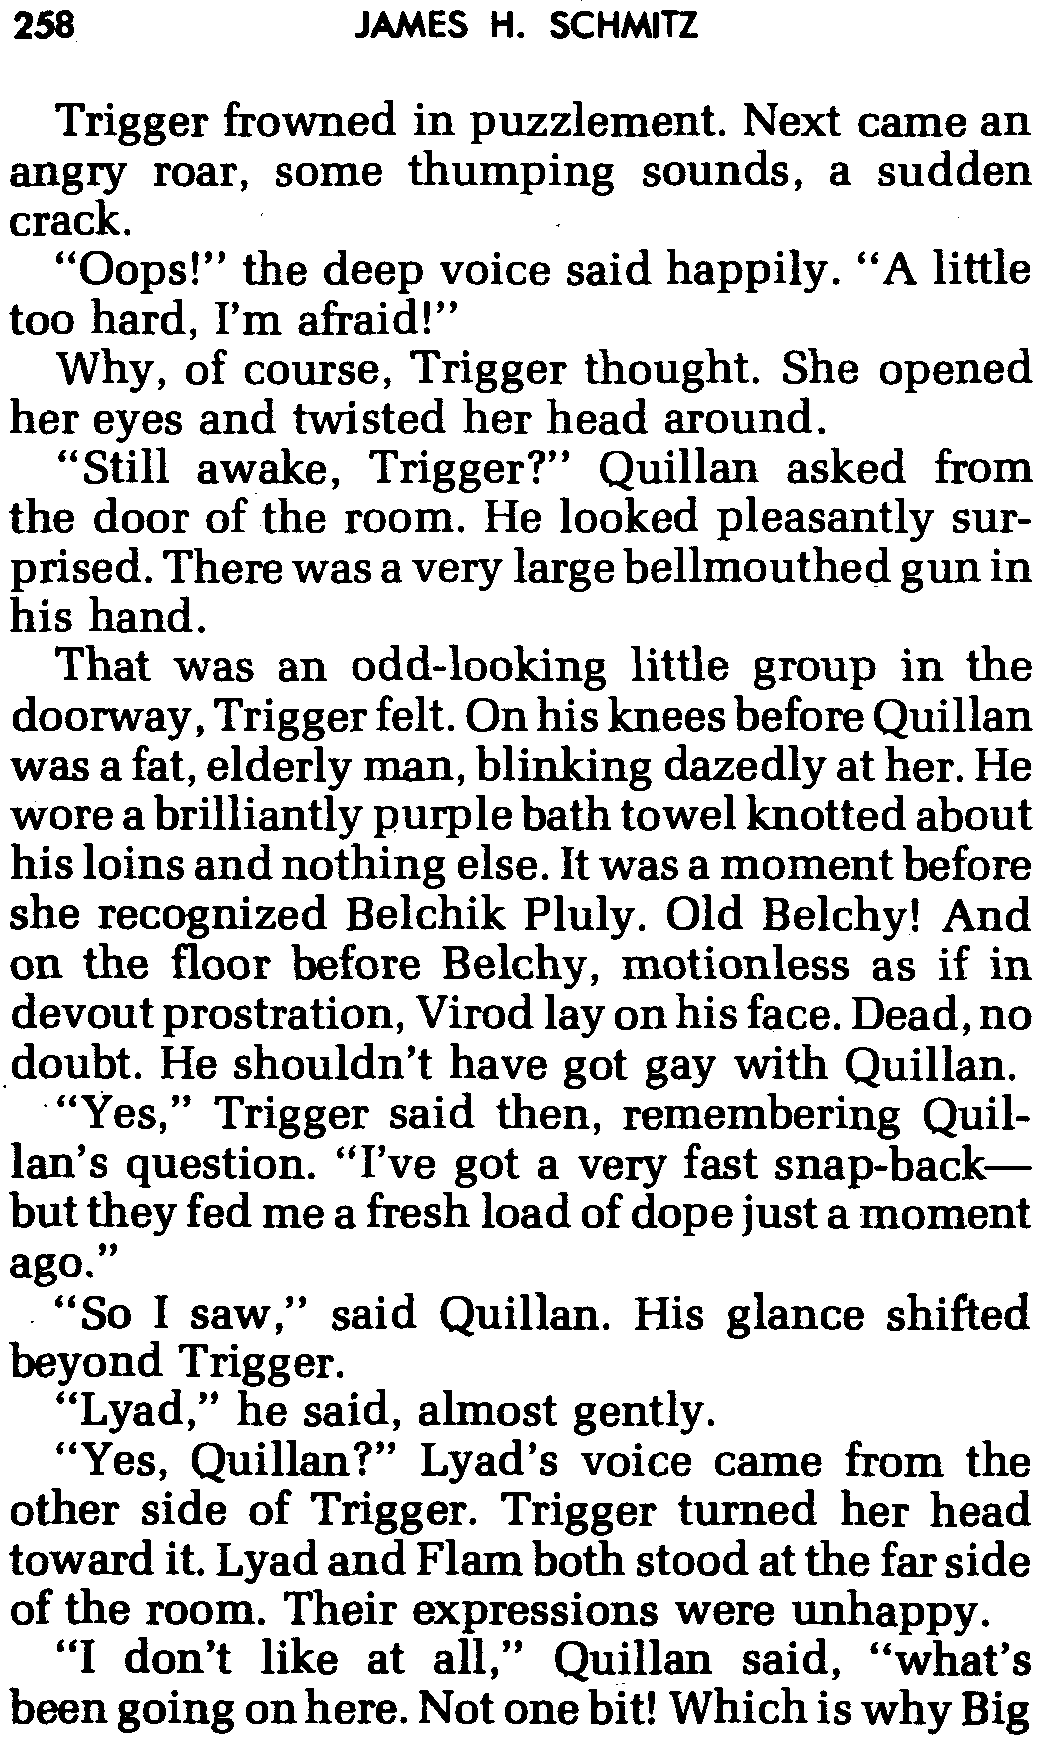 258 JAMES H. SCHMITZ
Trigger frowned in puzzlement. Next came an
angry roar, some thumping sounds, a sudden
crack.
“Oops!” the deep voice said happily. “A little
too hard, I’m afraid!”
Why, of course, Trigger thought. She opened
her eyes and twisted her head around.
“Still awake, Trigger?” Quillan asked from
the door of the room. He looked pleasantly sur-
prised. There was a very large bellmouthed gun in
his hand.
That was an odd-looking little group in the
doorway, Trigger felt. On his knees before Quillan
was a fat, elderly man, blinking dazedly at her. He
wore a brilliantly purple bath towel knotted about
his loins and nothing else. It was a moment before
she recognized Belchik Pluly. Old Belchy! And
on the floor before Belchy, motionless as if in
devout prostration, Virod lay on his face. Dead, no
doubt. He shouldn’t have got gay with Quillan.
“Yes,” Trigger said then, remembering Quil-
lan’s question. “I’ve got a very fast snap-back—
but they fed me a fresh load of dope just a moment
ago.”
“So I saw,” said Quillan. His glance shifted
beyond Trigger.
“Lyad,” he said, almost gently.
“Yes, Quillan?” Lyad’s voice came from the
other side of Trigger. Trigger turned her head
toward it. Lyad and Flam both stood at the far side
of the room. Their expressions were unhappy.
“I don’t like at all,” Quillan said, “what’s
been going on here. Not one bit! Which is why Big